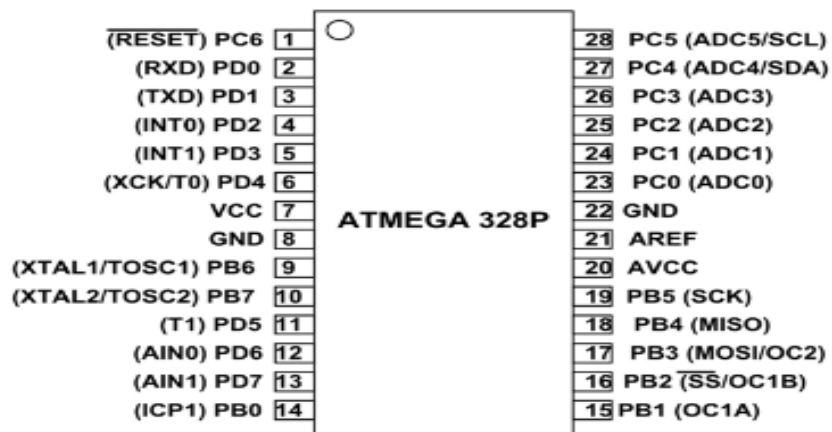 (RESET) PC6 1
(RXD) PD0 2
(TXD) PD1 3
(INT0) PD2 4
(INT1) PD3 5
(XCK/T0) PD4 6
VCC 7
GND 8
(XTAL1/TOSC1) PB6 9
(XTAL2/TOSC2) PB7 10
(T1) PD5 11
(AIN0) PD6 12
(AIN1) PD7 13
(ICP1) PB0 14
ATMEGA 328P
28 PC5 (ADC5/SCL)
27 PC4 (ADC4/SDA)
26 PC3 (ADC3)
25 PC2 (ADC2)
24 PC1 (ADC1)
23 PC0 (ADC0)
22 GND
21 AREF
20 AVCC
19 PB5 (SCK)
18 PB4 (MISO)
17 PB3 (MOSI/OC2)
16 PB2 (SS/OC1B)
15 PB1 (OC1A)